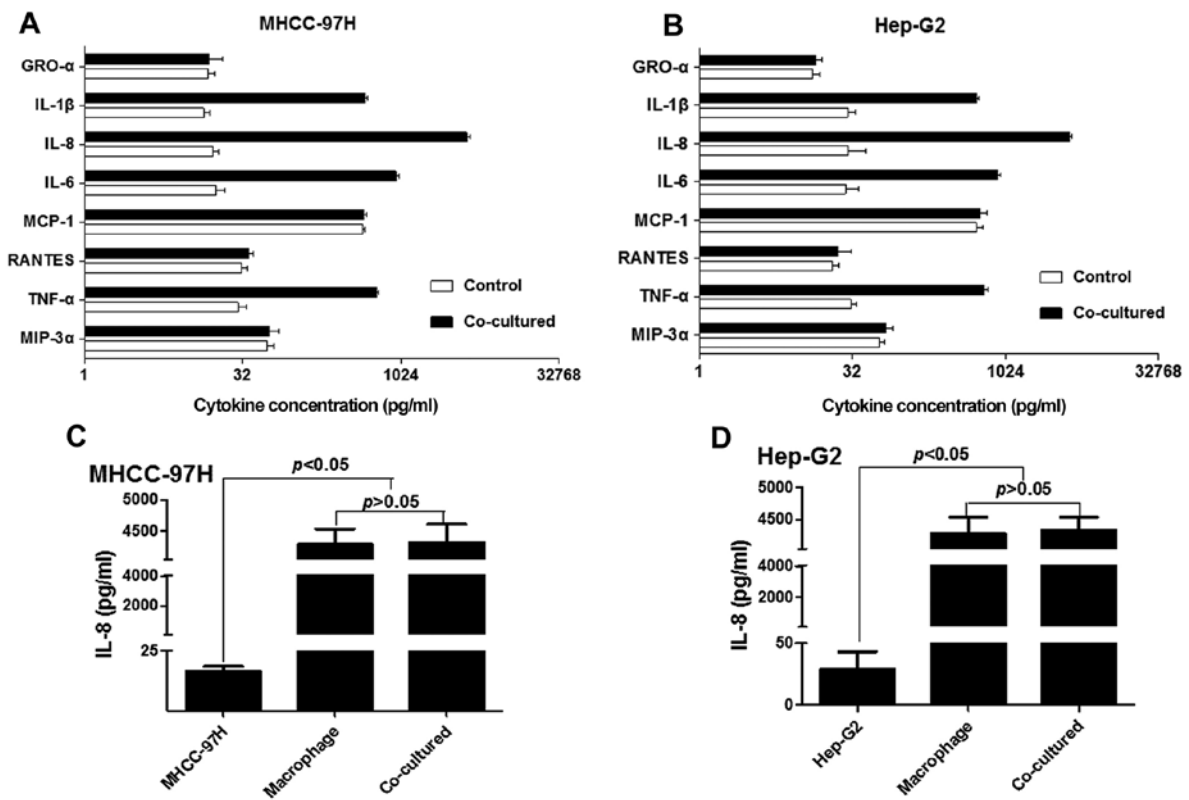 A
MHCC-97H
GRO-α
IL-1β
IL-8
IL-6
MCP-1
RANTES
TNF-α
MIP-3α
Control
Co-cultured
1
32
1024
32768
Cytokine concentration (pg/ml)
B
Hep-G2
GRO-α
IL-1β
IL-8
IL-6
MCP-1
RANTES
TNF-α
MIP-3α
Control
Co-cultured
1
32
1024
32768
Cytokine concentration (pg/ml)
C
MHCC-97H
p<0.05
p>0.05
5000
4500
4000
2000
25
IL-8 (pg/ml)
MHCC-97H
Macrophage
Co-cultured
D
Hep-G2
p<0.05
p>0.05
5000
4500
4000
2000
50
0
IL-8 (pg/ml)
Hep-G2
Macrophage
Co-cultured